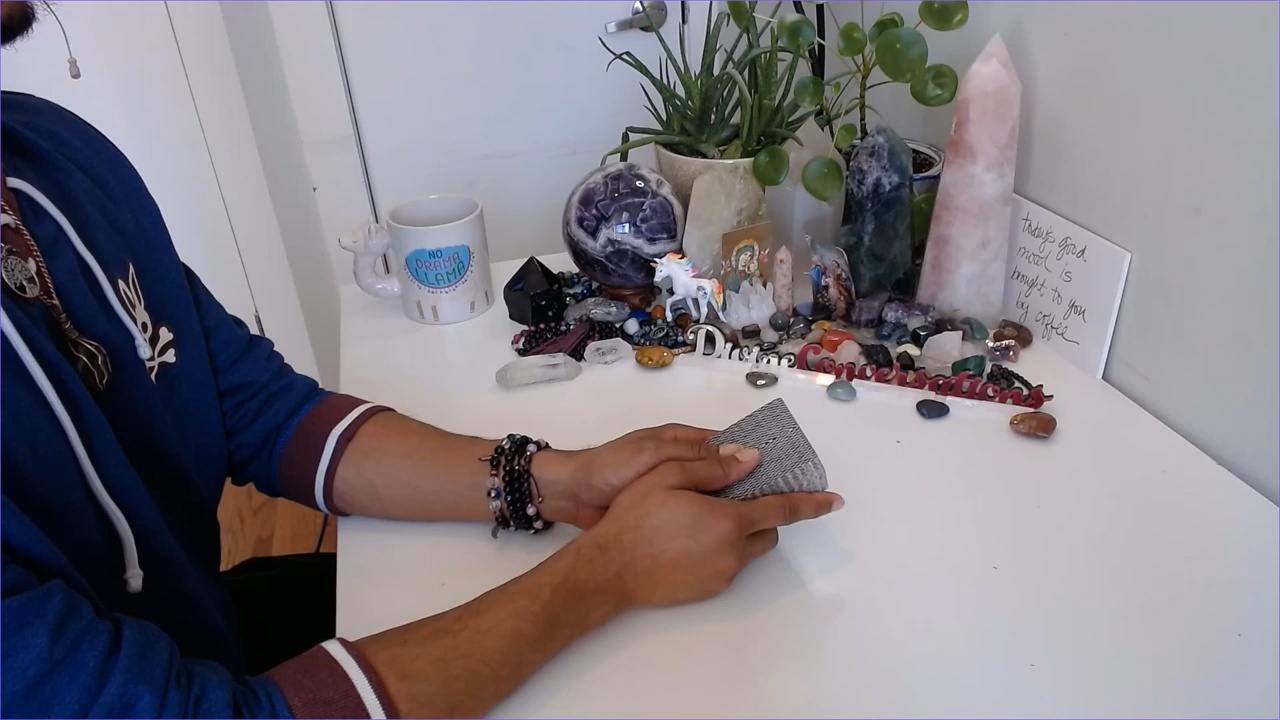 NO
DRAMA
LLAMA
Divine Conversations
today's good
mood is
brought to you
by coffee